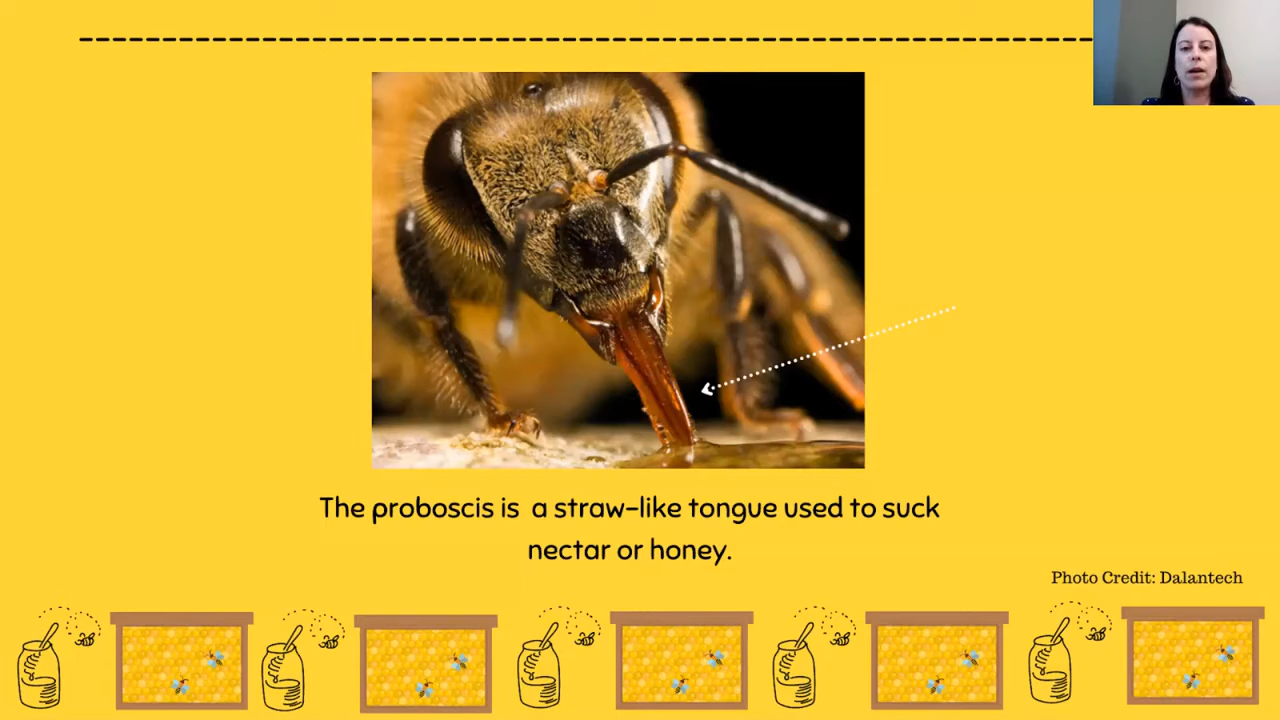 The proboscis is a straw-like tongue used to suck
nectar or honey.
Photo Credit: Dalantech